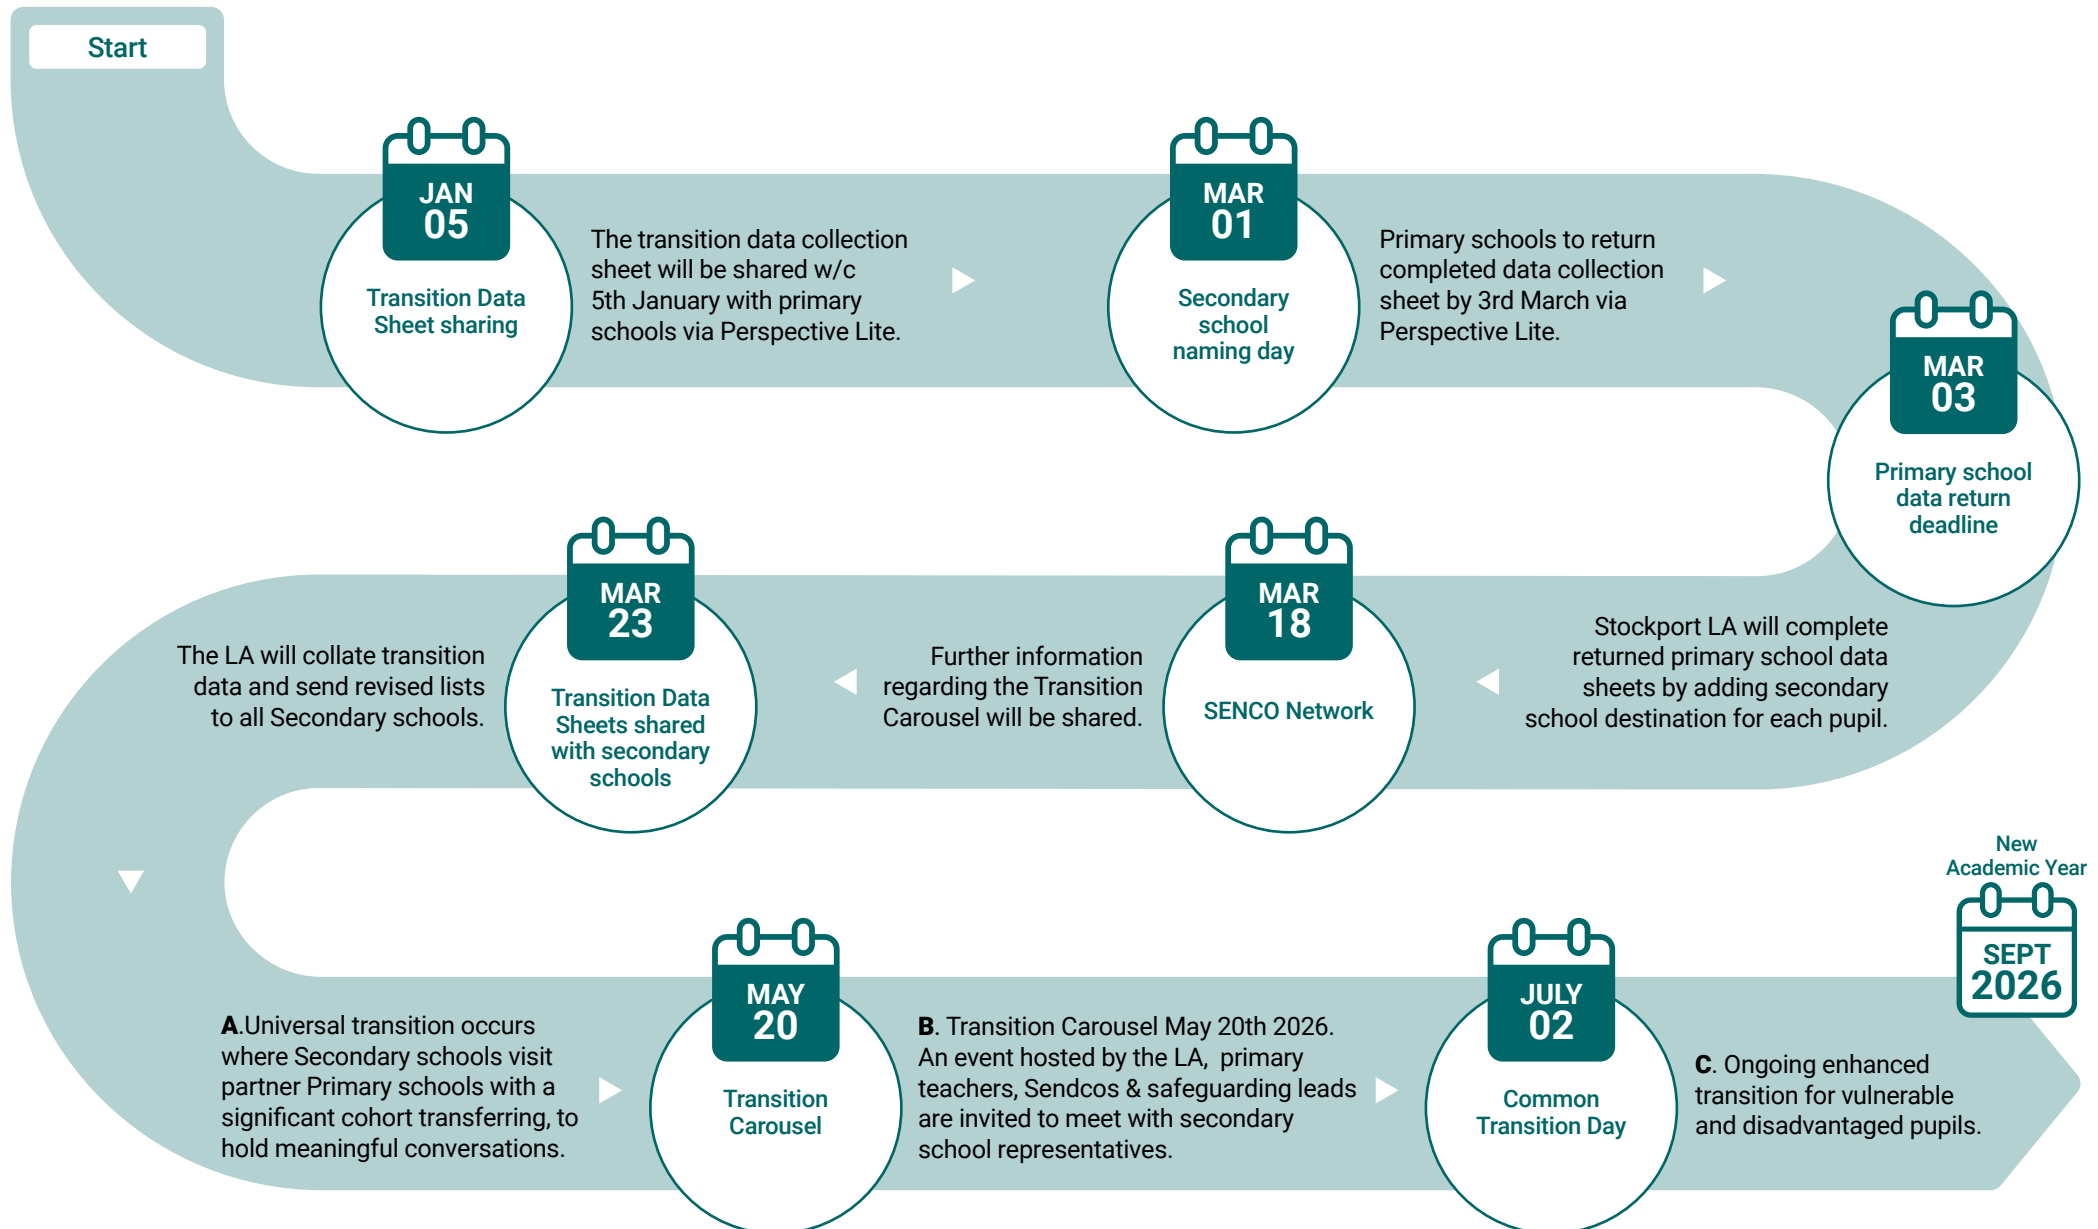 Start
JAN
05
Transition Data
Sheet sharing
The transition data collection
sheet will be shared w/c
5th January with primary
schools via Perspective Lite.
MAR
01
Secondary
school
naming day
Primary schools to return
completed data collection
sheet by 3rd March via
Perspective Lite.
MAR
03
Primary school
data return
deadline
Stockport LA will complete
returned primary school data
sheets by adding secondary
school destination for each pupil.
MAR
18
SENCO Network
Further information
regarding the Transition
Carousel will be shared.
MAR
23
Transition Data
Sheets shared
with secondary
schools
The LA will collate transition
data and send revised lists
to all Secondary schools.
A.Universal transition occurs
where Secondary schools visit
partner Primary schools with a
significant cohort transferring, to
hold meaningful conversations.
MAY
20
Transition
Carousel
B. Transition Carousel May 20th 2026.
An event hosted by the LA, primary
teachers, Sendcos & safeguarding leads
are invited to meet with secondary
school representatives.
JULY
02
Common
Transition Day
C. Ongoing enhanced
transition for vulnerable
and disadvantaged pupils.
New
Academic Year
SEPT
2026